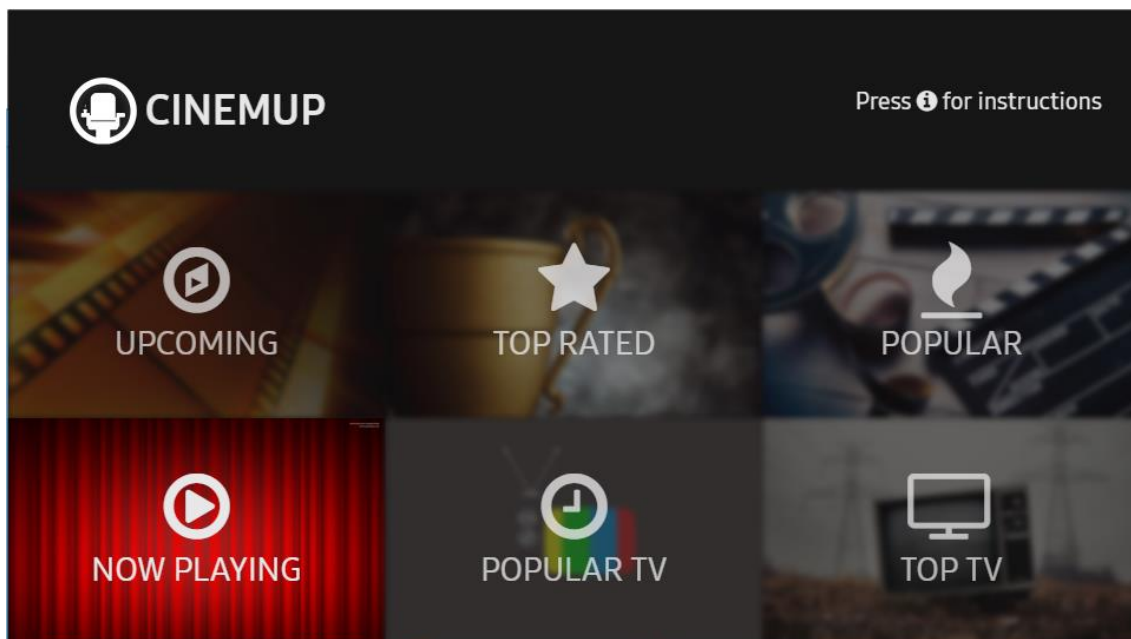 CINEMUP
Press i for instructions
UPCOMING
TOP RATED
POPULAR
NOW PLAYING
POPULAR TV
TOP TV